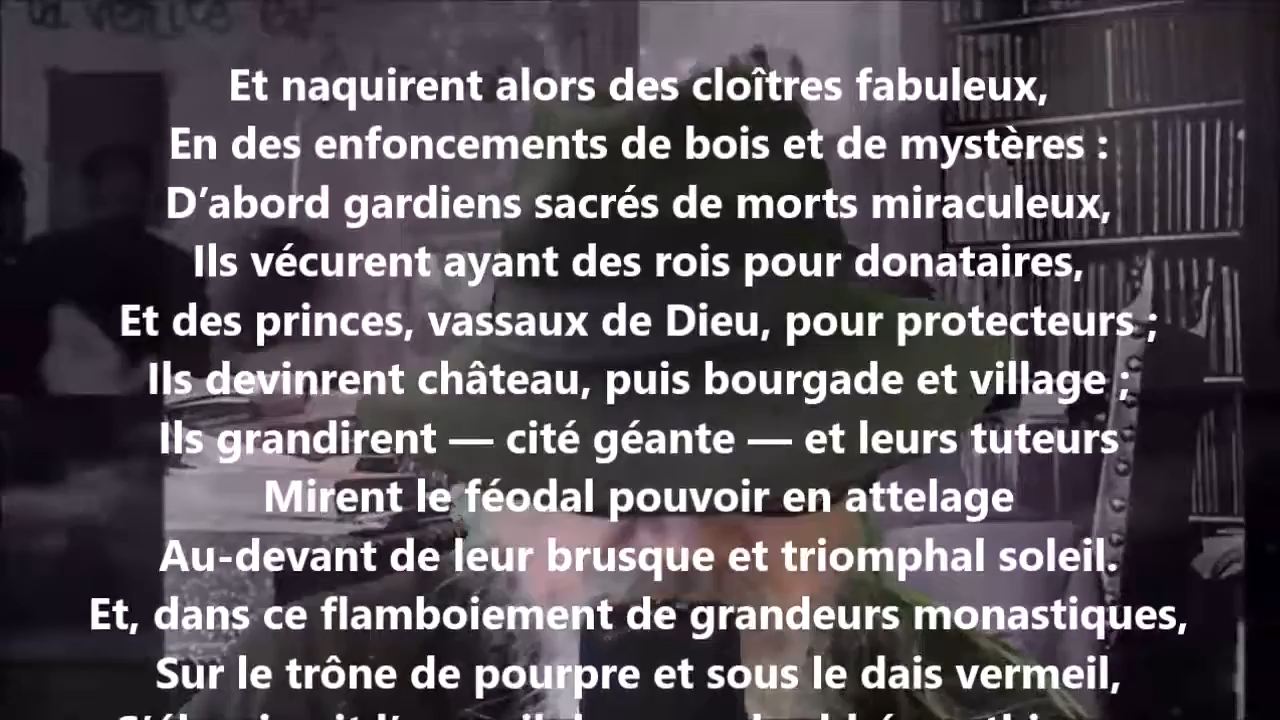 la vérité est
Et naquirent alors des cloîtres fabuleux,
En des enfoncements de bois et de mystères :
D’abord gardiens sacrés de morts miraculeux,
Ils vécurent ayant des rois pour donataires,
Et des princes, vassaux de Dieu, pour protecteurs ;
Ils devinrent château, puis bourgade et village ;
Ils grandirent — cité géante — et leurs tuteurs
Mirent le féodal pouvoir en attelage
Au-devant de leur brusque et triomphal soleil.
Et, dans ce flamboiement de grandeurs monastiques,
Sur le trône de pourpre et sous le dais vermeil,